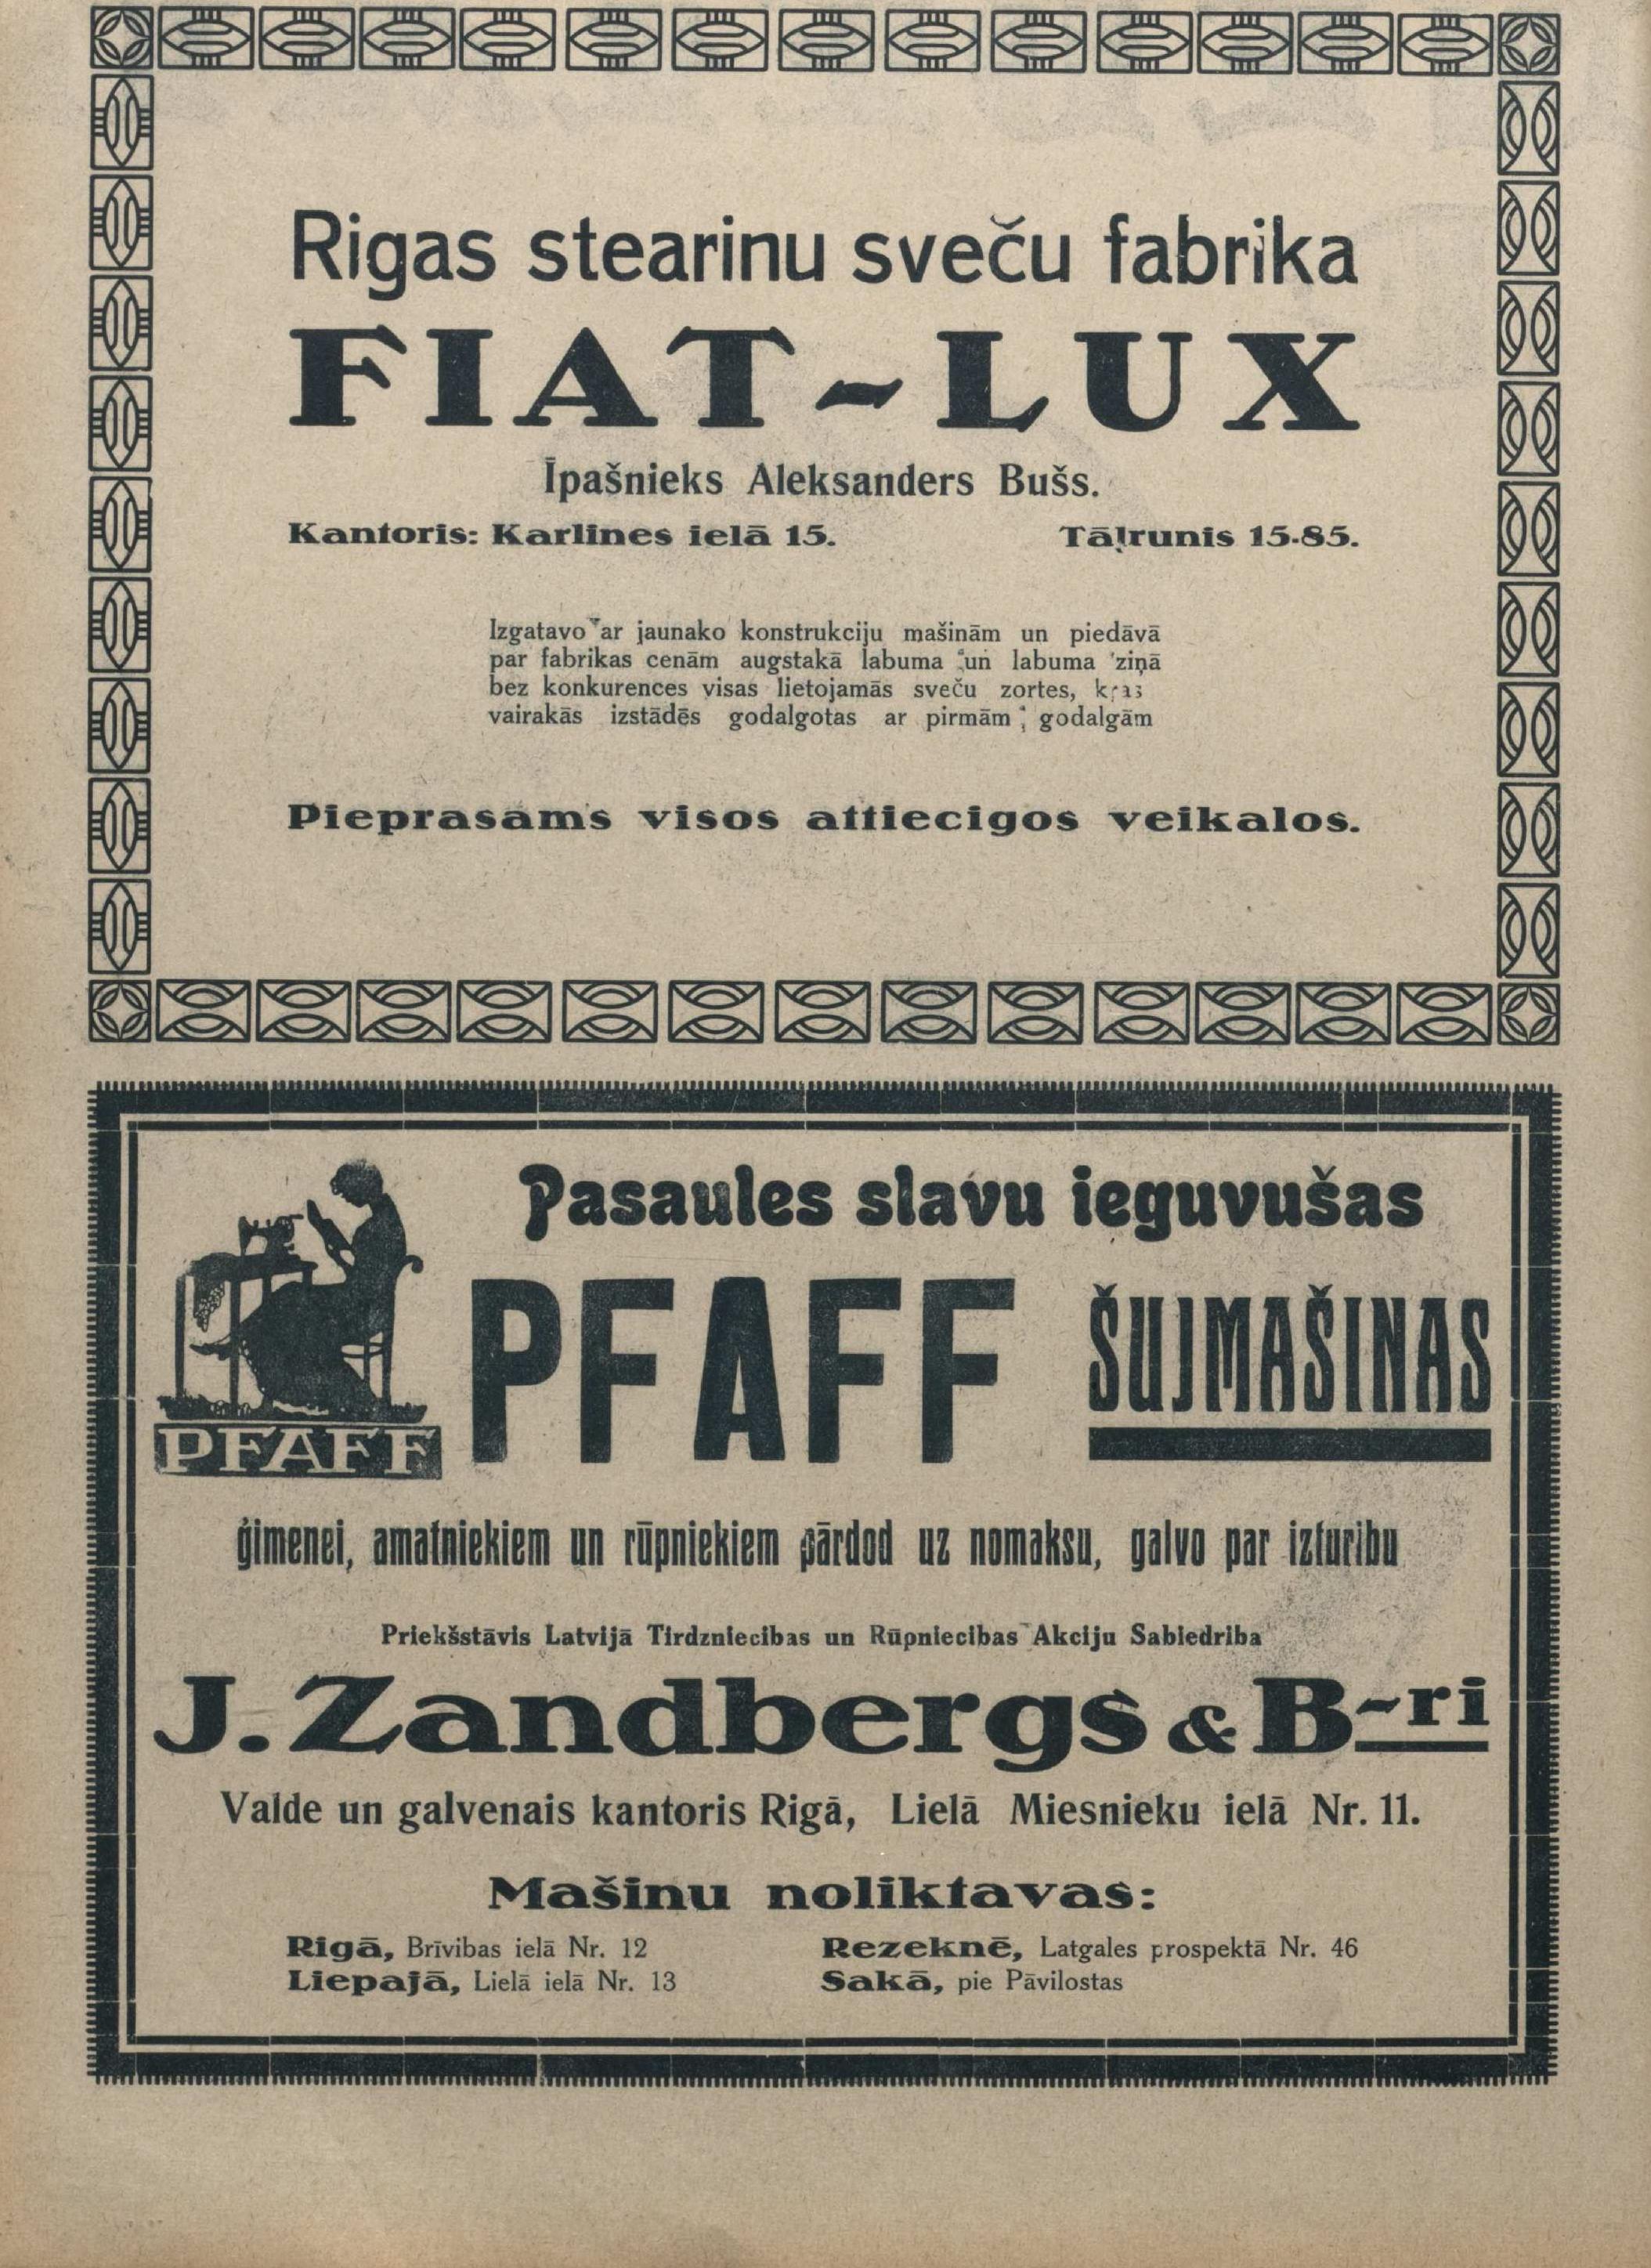 Rigas stearinu sveču fabrika
FIAT-LUX
Īpašnieks Aleksanders Bušs.
Kantoris: Karlines ielā 15. Tāļrunis 15-85.
Izgatavo ar jaunako konstrukciju mašinām un piedāvā
par fabrikas cenām augstakā labuma un labuma ziņā
bez konkurences visas lietojamās sveču zortes,
vairakās izstādēs godalgotas ar pirmām godalgām
Pieprasams visos attiecigos veikalos.
Pasaules slavu ieguvušas
PFAFF ŠUJMAŠINAS
PFAFF
ģimenei, amatniekiem un rūpniekiem pārdod uz nomaksu, galvo par izturibu
Priekšstāvis Latvijā Tirdzniecibas un Rūpniecibas Akciju Sabiedriba
J. Zandbergs & B-ri
Valde un galvenais kantoris Rigā, Lielā Miesnieku ielā Nr. 11.
Mašinu noliktavas:
Rigā, Brīvibas ielā Nr. 12 Rezeknē, Latgales prospektā Nr. 46
Liepajā, Lielā ielā Nr. 13 Sakā, pie Pāvilostas